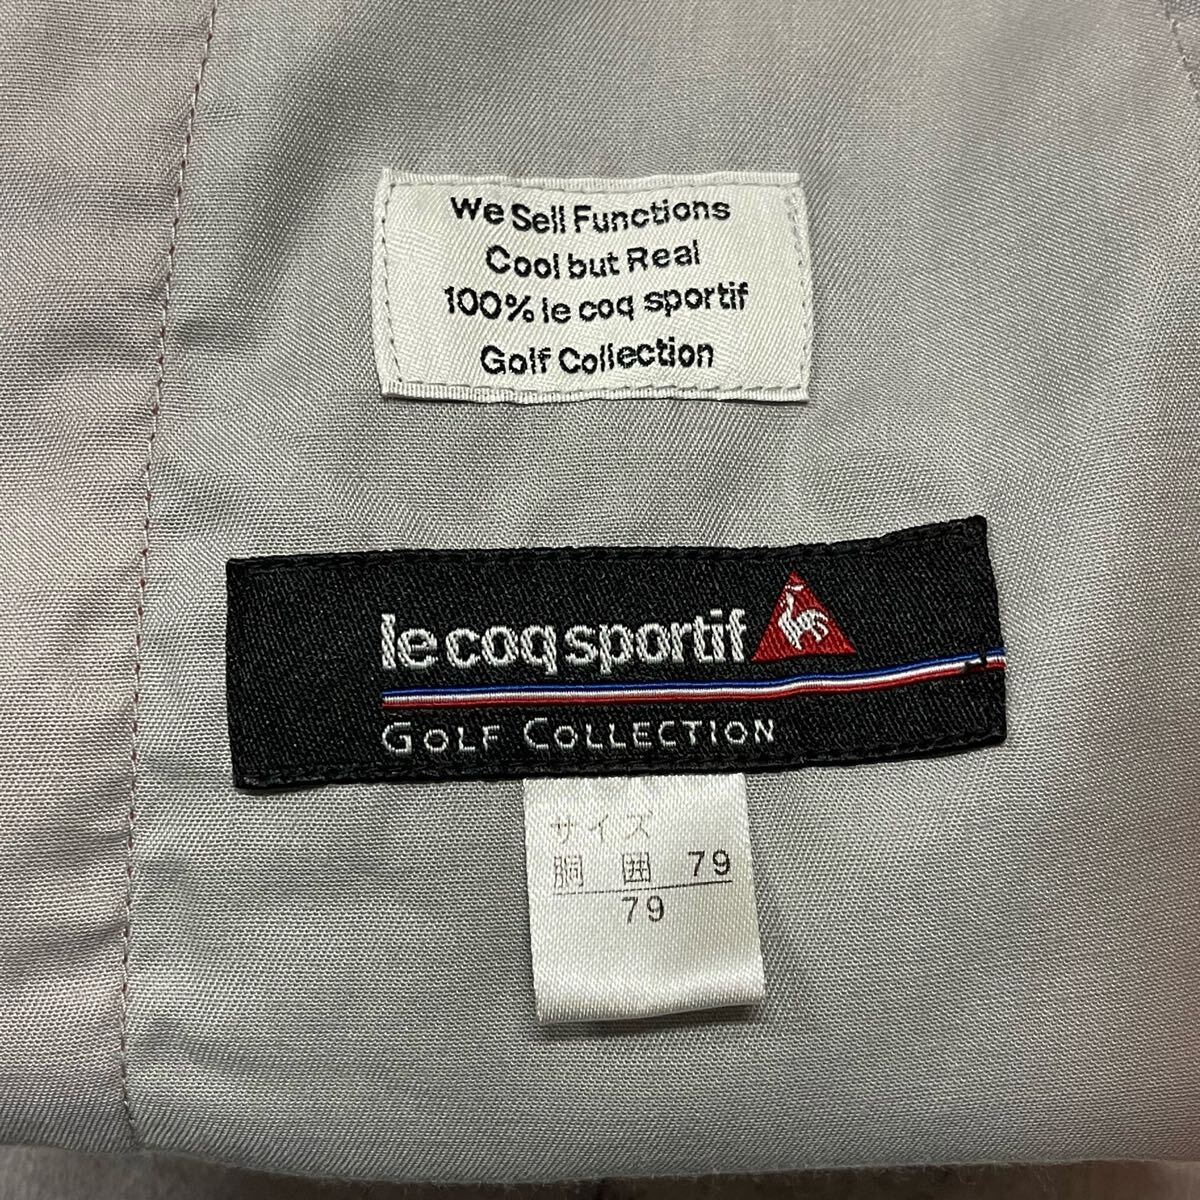 We Sell Functions
Cool but Real
100% le coq sportif
Golf Collection
le coq sportif
GOLF COLLECTION
サイズ
胴囲 79
79